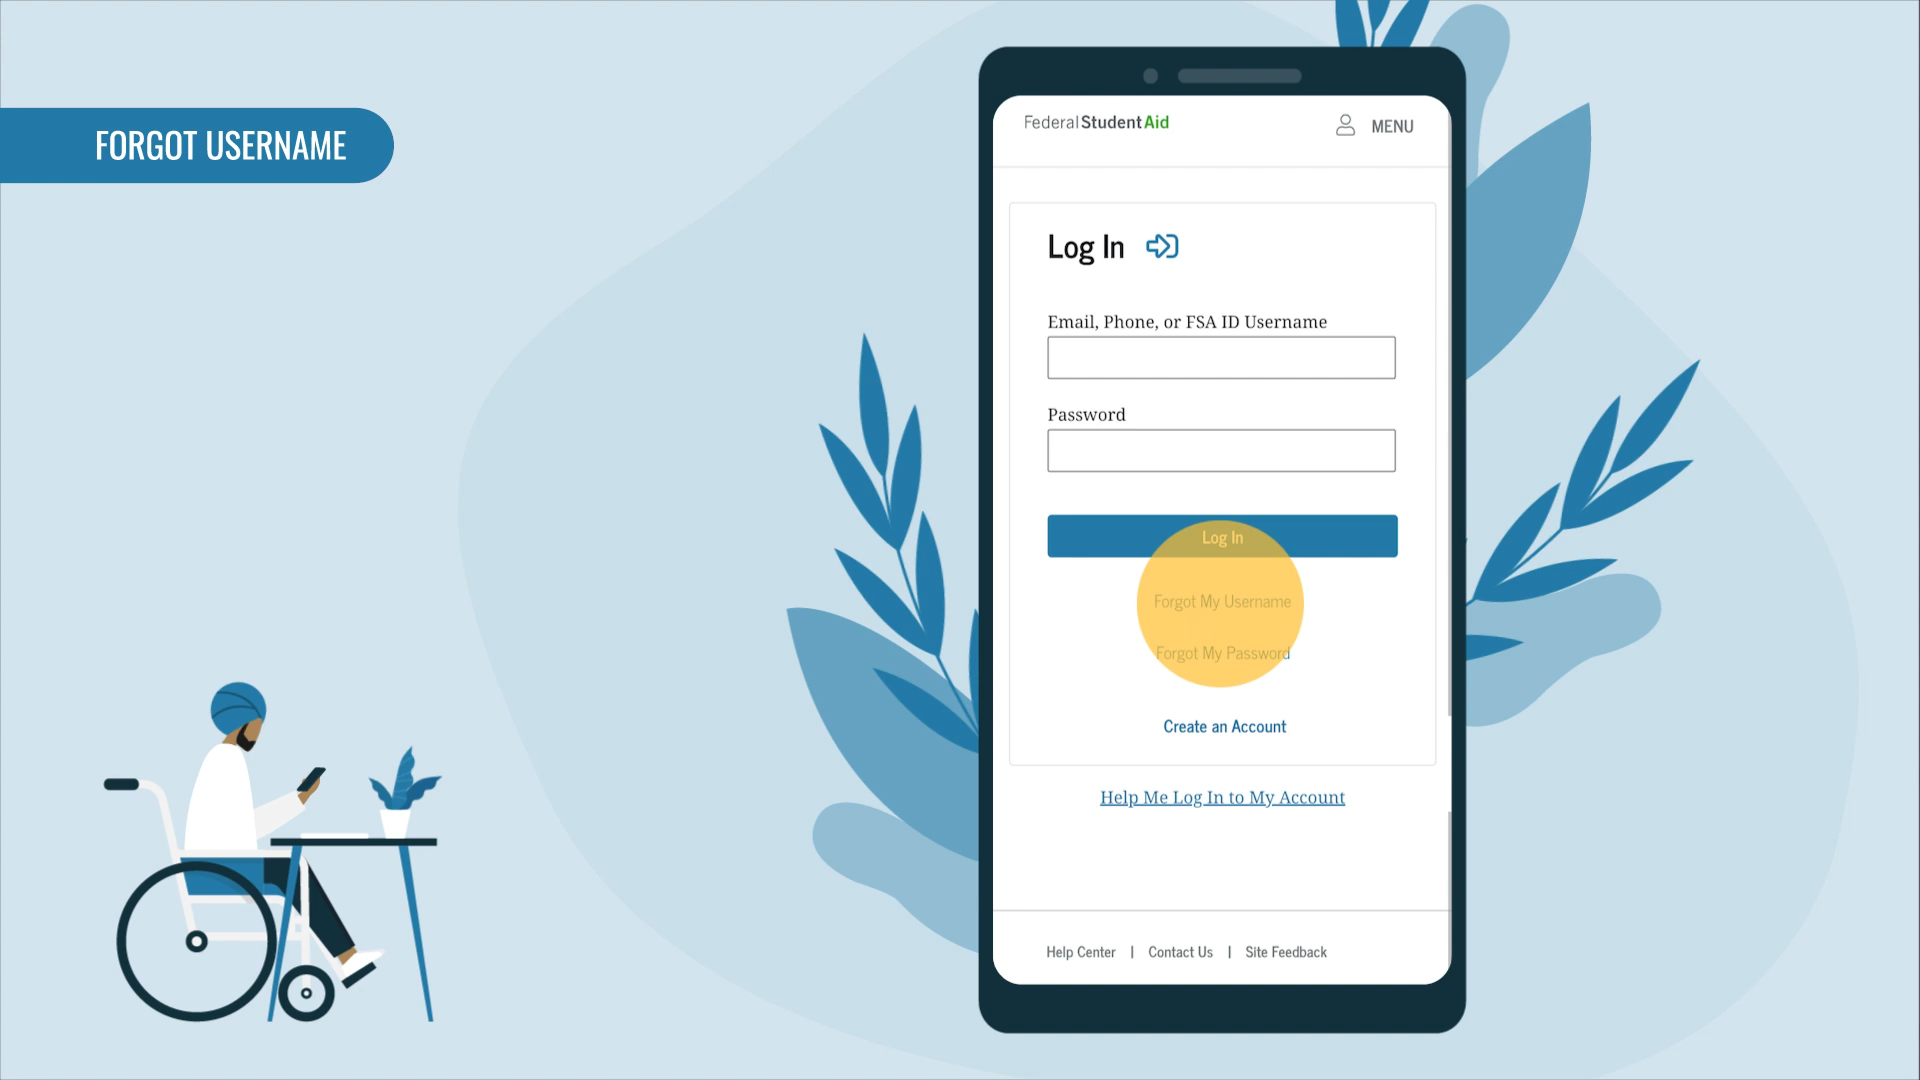 FORGOT USERNAME
FederalStudentAid
MENU
Log In
Email, Phone, or FSA ID Username
Password
Log In
Forgot My Username
Forgot My Password
Create an Account
Help Me Log In to My Account
Help Center | Contact Us | Site Feedback